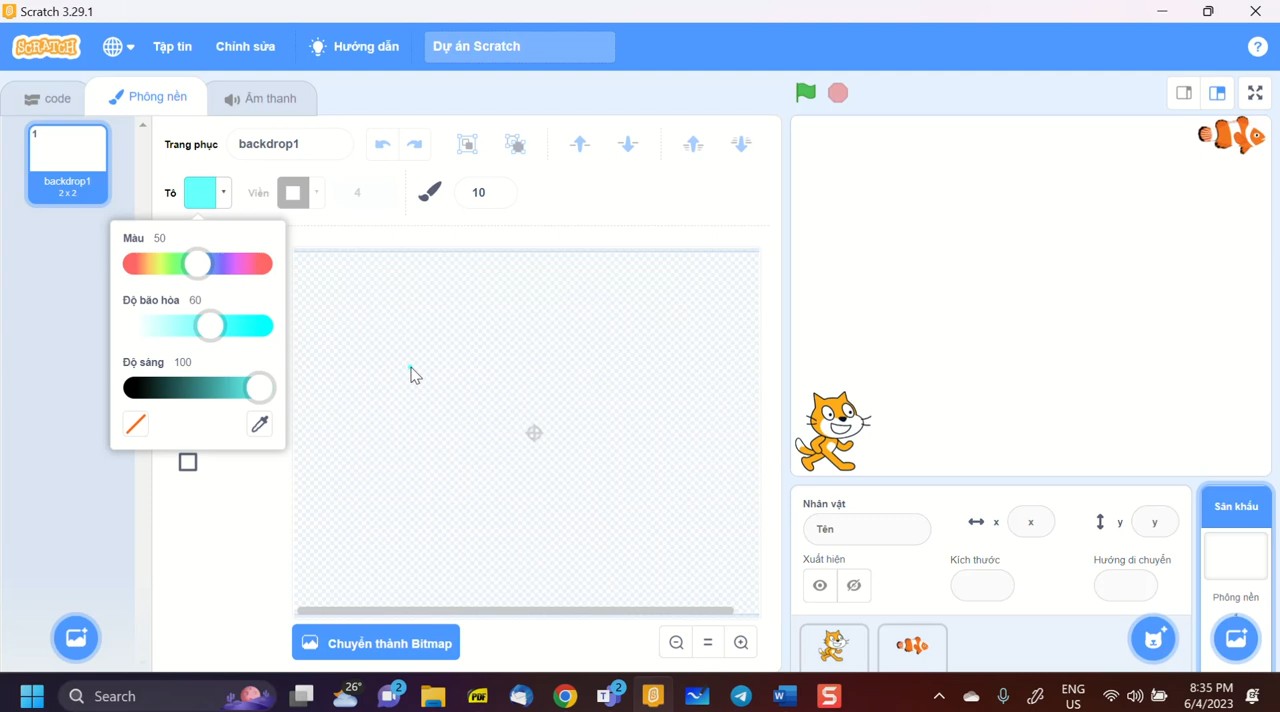 Scratch 3.29.1
SCRATCH
Tập tin
Chỉnh sửa
Hướng dẫn
Dự án Scratch
?
code
Phông nền
Âm thanh
1
backdrop1
2 x 2
Trang phục
backdrop1
Tô
Viền
4
10
Màu 50
Độ bão hòa 60
Độ sáng 100
Chuyển thành Bitmap
Nhân vật
Tên
x
x
y
y
Xuất hiện
Kích thước
Hướng di chuyển
Sân khấu
Phông nền
Search
26°
2
PDF
2
ENG
US
8:35 PM
6/4/2023